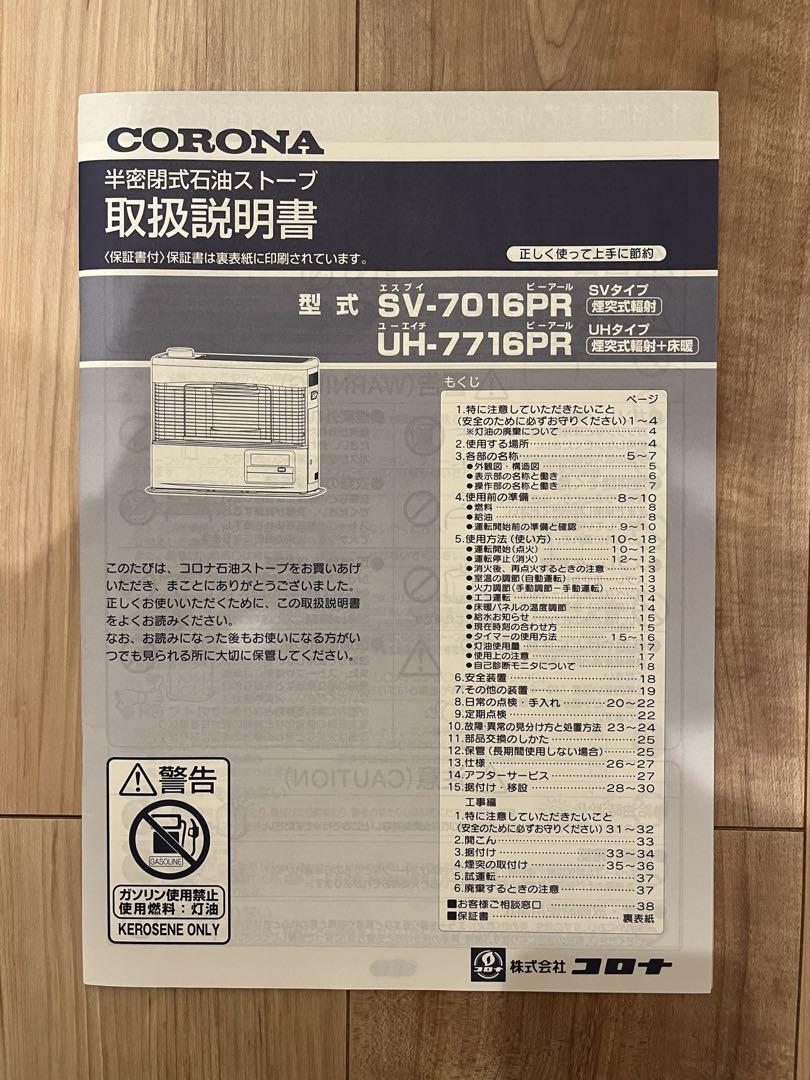 CORONA
半密閉式石油ストーブ
取扱説明書
〈保証書付〉保証書は裏表紙に印刷されています。
正しく使って上手に節約
エスブイ ピーアール
型式 SV-7016PR SVタイプ 煙突式輻射
ユーエイチ ピーアール
UH-7716PR UHタイプ 煙突式輻射+床暖
もくじ
ページ
1.特に注意していただきたいこと
(安全のために必ずお守りください)1~4
※灯油の廃棄について 4
2.使用する場所 4
3.各部の名称 5~7
●外観図・構造図 5
●表示部の名称と働き 6
●操作部の名称と働き 7
4.使用前の準備 8~10
●燃料 8
●給油 8
●運転開始前の準備と確認 9~10
5.使用方法(使い方) 10~18
●運転開始(点火) 10~12
●運転停止(消火) 12~13
●消火後、再点火するときの注意 13
●室温の調節(自動運転) 13
●火力調節(手動調節-手動運転) 13
●エコ運転 14
●床暖パネルの温度調節 14
●給水お知らせ 15
●現在時刻の合わせ方 15
●タイマーの使用方法 15~16
●灯油使用量 17
●使用上の注意 17
●自己診断モニタについて 18
6.安全装置 18
7.その他の装置 19
8.日常の点検・手入れ 20~22
9.定期点検 22
10.故障・異常の見分け方と処置方法 23~24
11.部品交換のしかた 25
12.保管(長期間使用しない場合) 25
13.仕様 26~27
14.アフターサービス 27
15.据付け・移設 28~30
工事編
1.特に注意していただきたいこと
(安全のために必ずお守りください)31~32
2.開こん 33
3.据付け 33~34
4.煙突の取付け 35~36
5.試運転 37
6.廃棄するときの注意 37
■お客様ご相談窓口 38
■保証書 裏表紙
このたびは、コロナ石油ストーブをお買いあげ
いただき、まことにありがとうございました。
正しくお使いいただくために、この取扱説明書
をよくお読みください。
なお、お読みになった後もお使いになる方がい
つでも見られる所に大切に保管してください。
警告
GASOLINE
ガソリン使用禁止
使用燃料:灯油
KEROSENE ONLY
コロナ 株式会社 コロナ